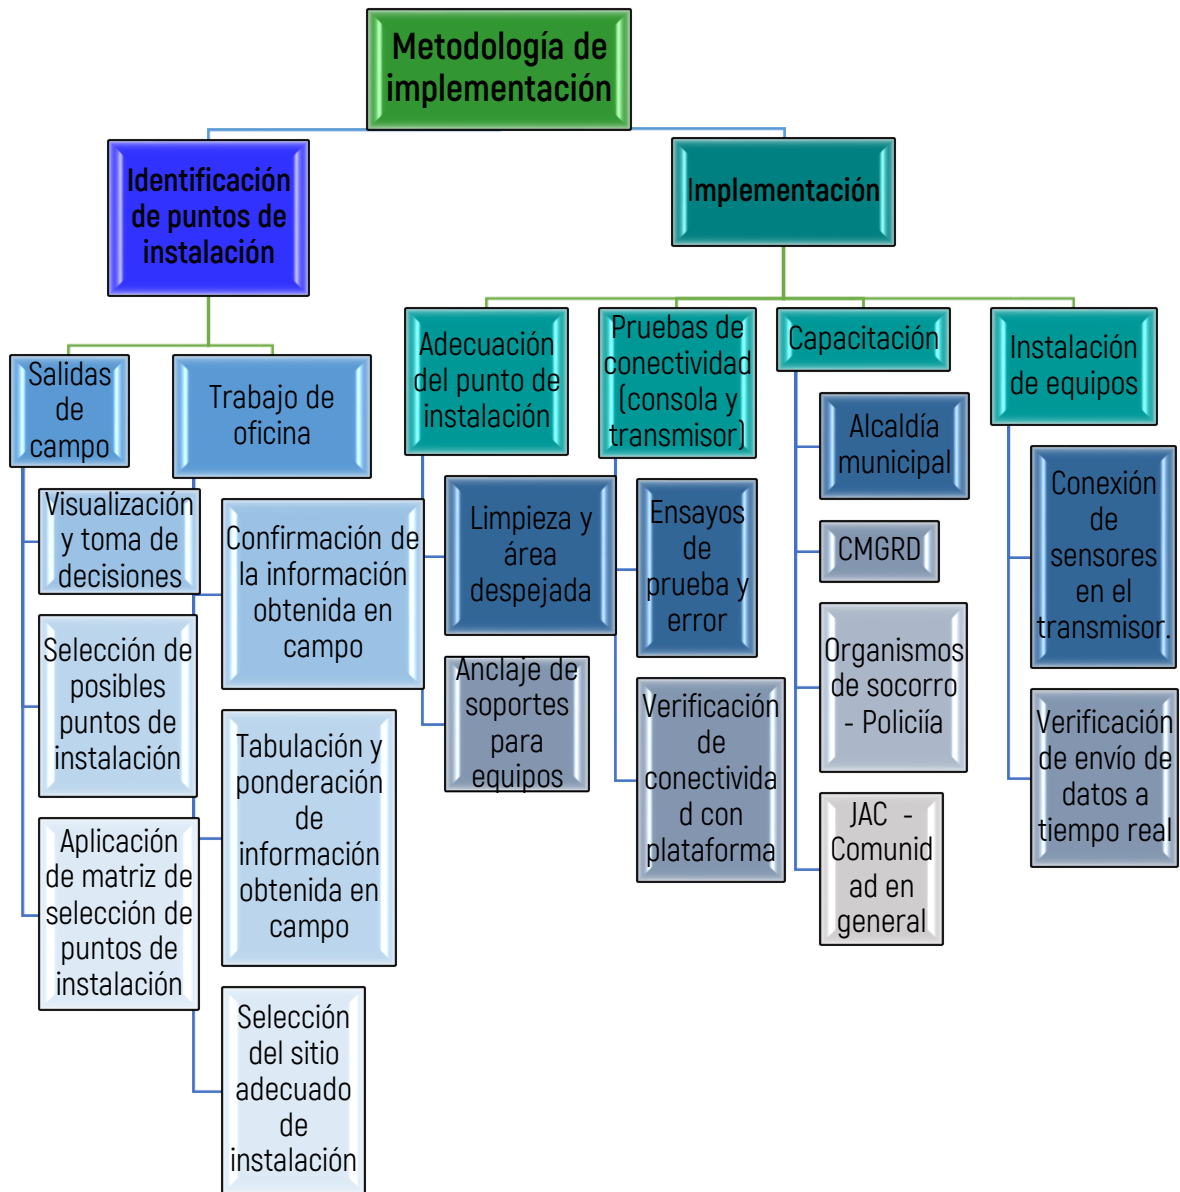 Metodología de
implementación
Identificación
de puntos de
instalación
Implementación
Salidas
de
campo
Visualización
y toma de
decisiones
Selección de
posibles
puntos de
instalación
Aplicación
de matriz de
selección de
puntos de
instalación
Trabajo de
oficina
Confirmación de
la información
obtenida en
campo
Tabulación y
ponderación
de
información
obtenida en
campo
Selección
del sitio
adecuado
de
instalación
Adecuación
del punto de
instalación
Limpieza y
área
despejada
Anclaje de
soportes
para
equipos
Pruebas de
conectividad
(consola y
transmisor)
Ensayos
de
prueba y
error
Verificación
de
conectivida
d con
plataforma
Capacitación
Alcaldía
municipal
CMGRD
Organismos
de socorro
- Policiía
JAC -
Comunid
ad en
general
Instalación
de equipos
Conexión
de
sensores
en el
transmisor.
Verificación
de envío de
datos a
tiempo real